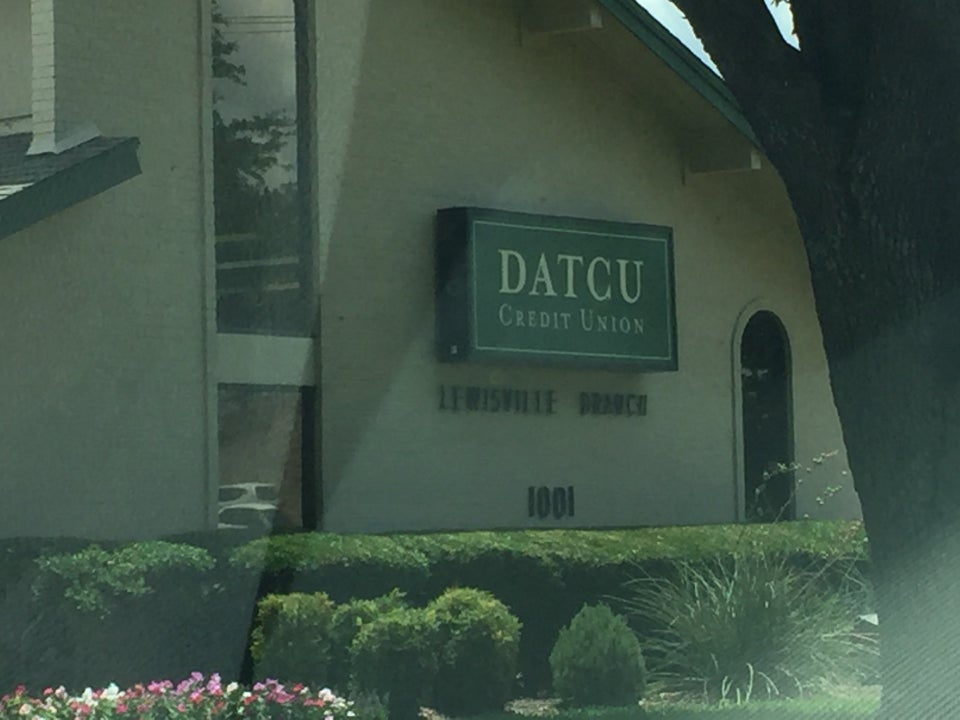 DATCU
CREDIT UNION
LEWISVILLE BRANCH
1001